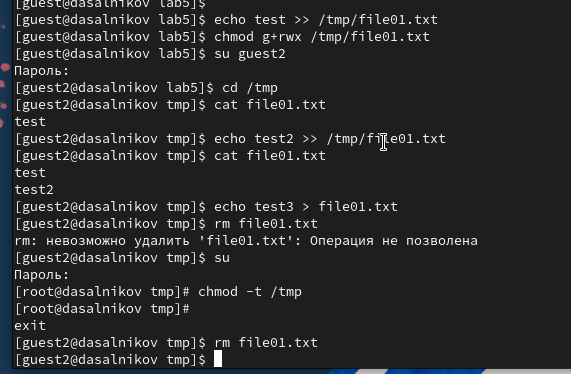 [guest@dasalnikov lab5]$
[guest@dasalnikov lab5]$ echo test >> /tmp/file01.txt
[guest@dasalnikov lab5]$ chmod g+rwx /tmp/file01.txt
[guest@dasalnikov lab5]$ su guest2
Пароль:
[guest2@dasalnikov lab5]$ cd /tmp
[guest2@dasalnikov tmp]$ cat file01.txt
test
[guest2@dasalnikov tmp]$ echo test2 >> /tmp/file01.txt
[guest2@dasalnikov tmp]$ cat file01.txt
test
test2
[guest2@dasalnikov tmp]$ echo test3 > file01.txt
[guest2@dasalnikov tmp]$ rm file01.txt
rm: невозможно удалить 'file01.txt': Операция не позволена
[guest2@dasalnikov tmp]$ su
Пароль:
[root@dasalnikov tmp]# chmod -t /tmp
[root@dasalnikov tmp]#
exit
[guest2@dasalnikov tmp]$ rm file01.txt
[guest2@dasalnikov tmp]$